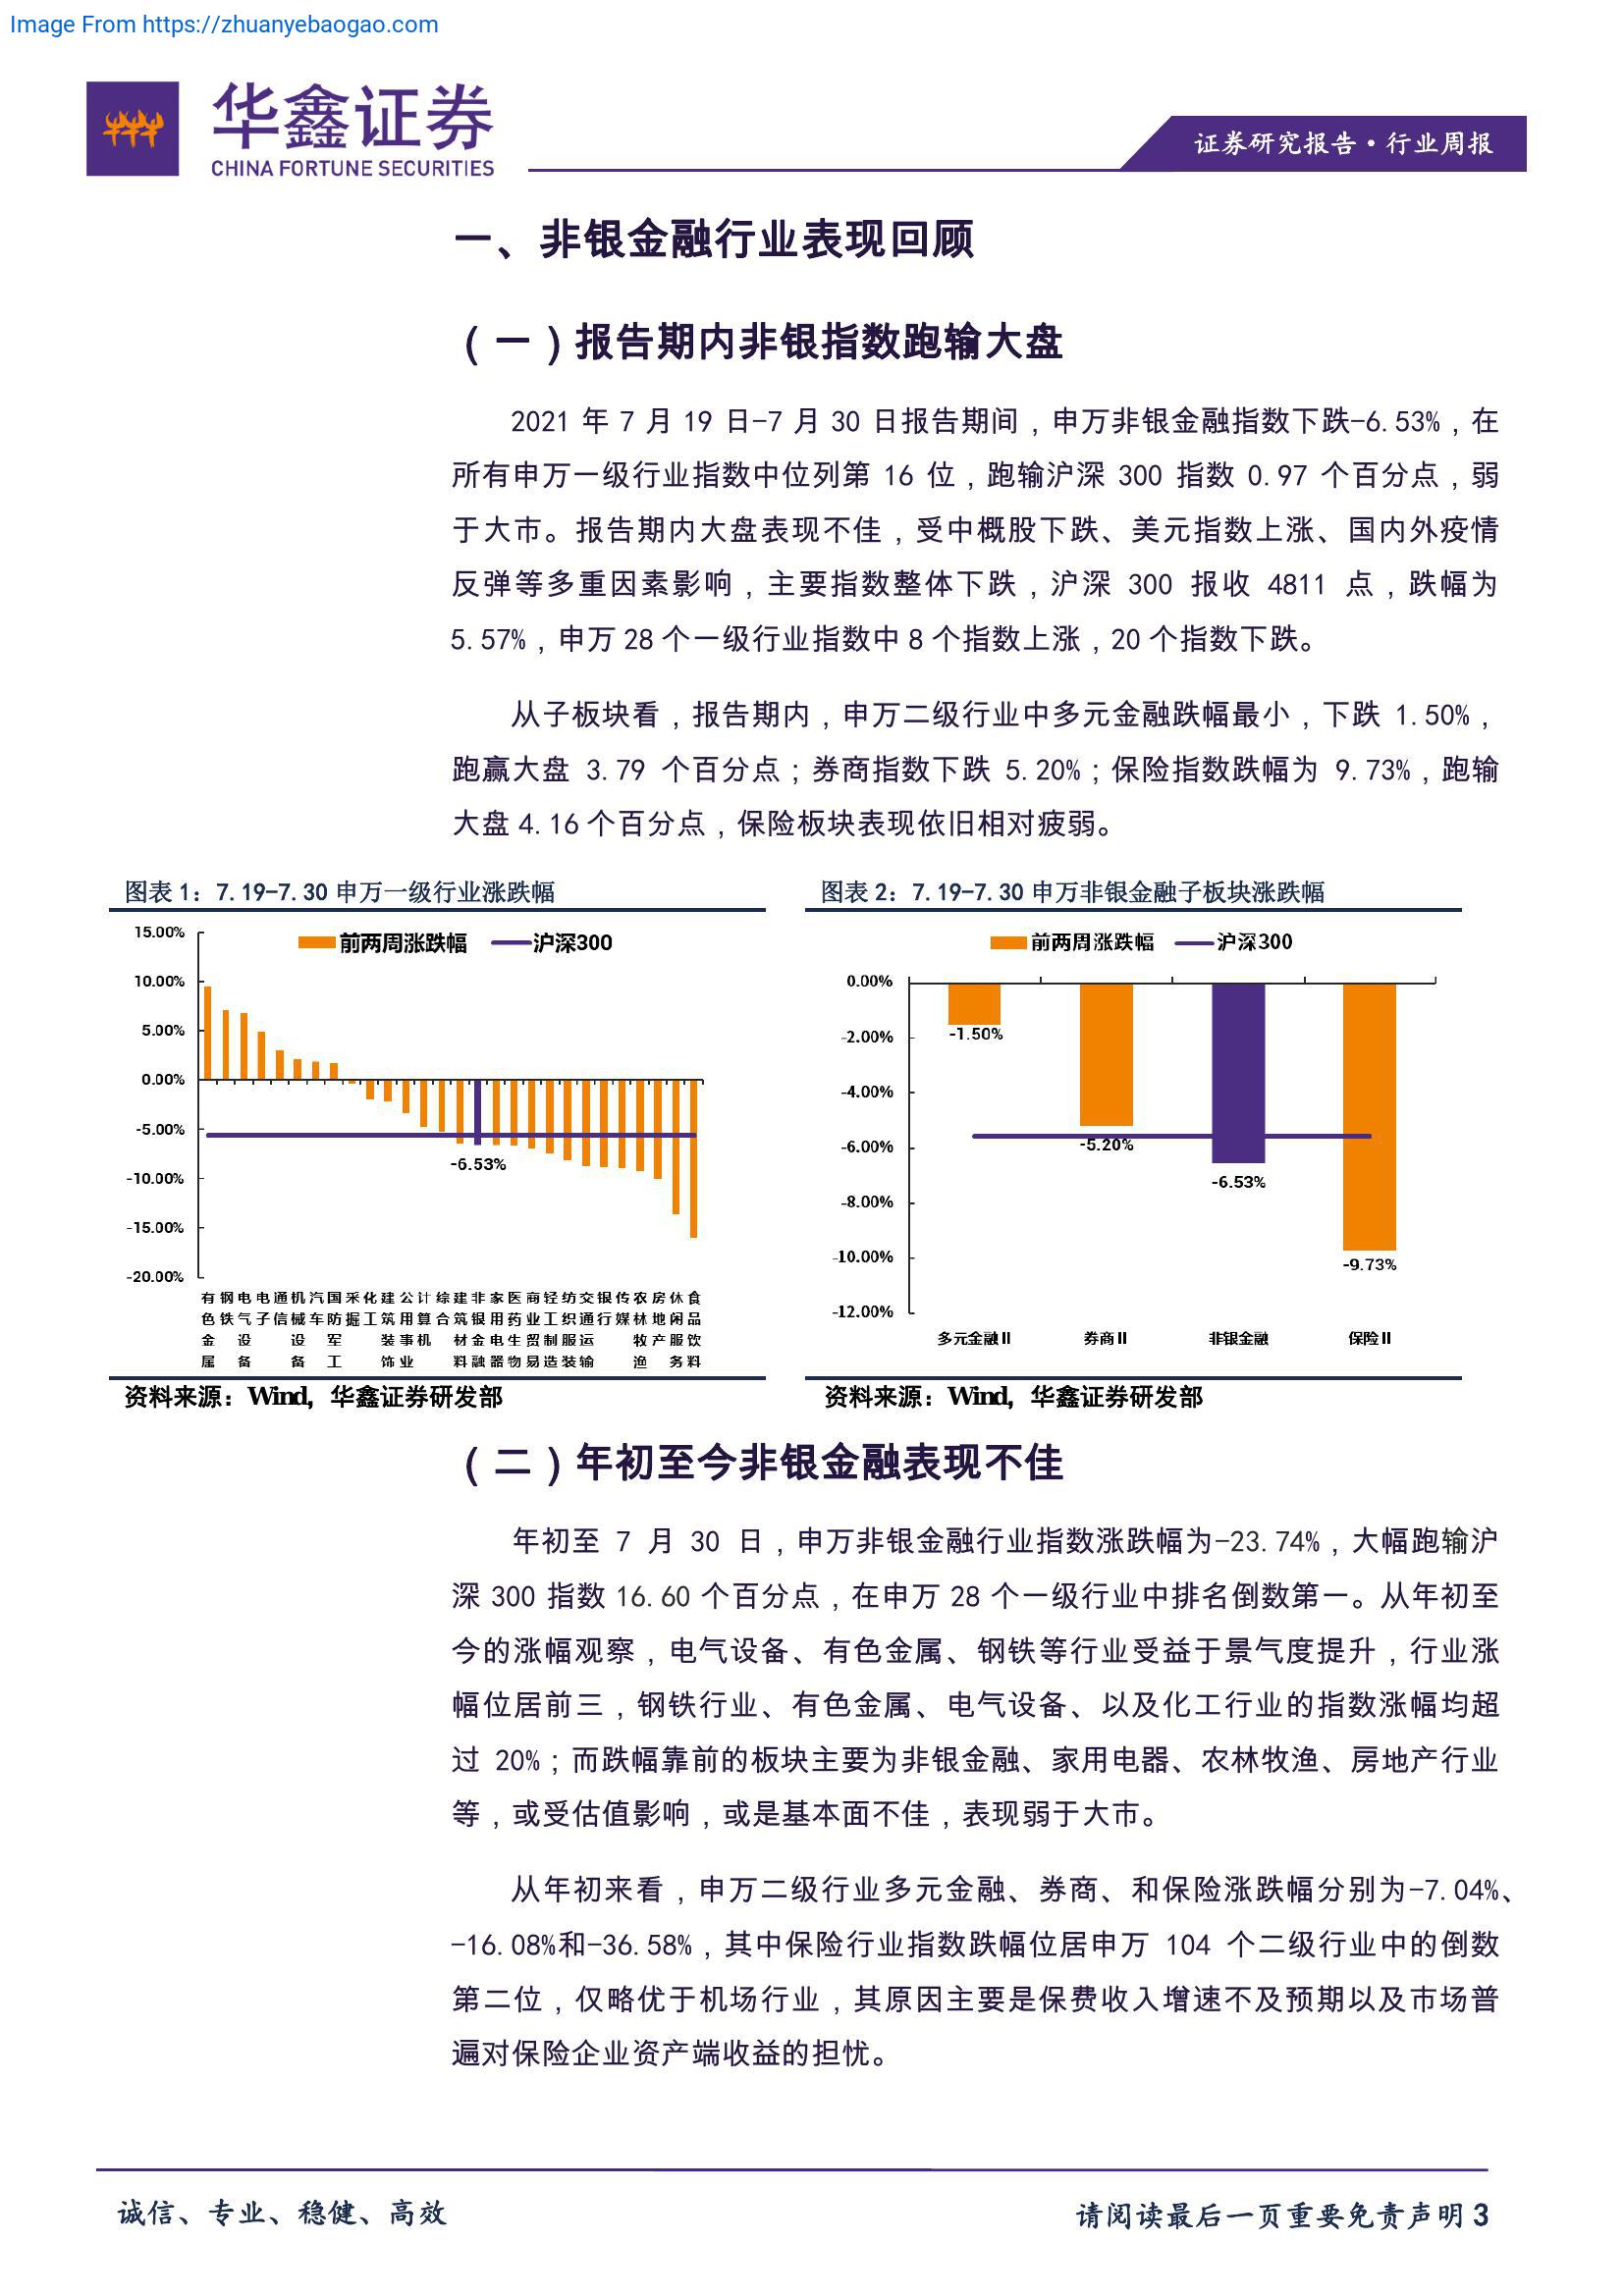 Image From https://zhuanyebaogao.com
华鑫证券
CHINA FORTUNE SECURITIES
证券研究报告·行业周报
一、非银金融行业表现回顾
（一）报告期内非银指数跑输大盘
2021 年 7 月 19 日-7 月 30 日报告期间，申万非银金融指数下跌-6.53%，在
所有申万一级行业指数中位列第 16 位，跑输沪深 300 指数 0.97 个百分点，弱
于大市。报告期内大盘表现不佳，受中概股下跌、美元指数上涨、国内外疫情
反弹等多重因素影响，主要指数整体下跌，沪深 300 报收 4811 点，跌幅为
5.57%，申万 28 个一级行业指数中 8 个指数上涨，20 个指数下跌。
从子板块看，报告期内，申万二级行业中多元金融跌幅最小，下跌 1.50%，
跑赢大盘 3.79 个百分点；券商指数下跌 5.20%；保险指数跌幅为 9.73%，跑输
大盘 4.16 个百分点，保险板块表现依旧相对疲弱。
图表 1：7.19-7.30 申万一级行业涨跌幅
前两周涨跌幅 沪深300
15.00%
10.00%
5.00%
0.00%
-5.00%
-10.00%
-15.00%
-20.00%
-6.53%
有色金属 钢铁 电气设备 电子 通信 机械设备 汽车 国防军工 采掘 化工 建筑装饰 公用事业 计算机 综合 建筑材料 非银金融 家用电器 医药生物 商业贸易 轻工制造 纺织服装 交通运输 银行 传媒 农林牧渔 房地产 休闲服务 食品饮料
资料来源：Wind，华鑫证券研发部
图表 2：7.19-7.30 申万非银金融子板块涨跌幅
前两周涨跌幅 沪深300
0.00%
-2.00%
-4.00%
-6.00%
-8.00%
-10.00%
-12.00%
-1.50%
-5.20%
-6.53%
-9.73%
多元金融Ⅱ 券商Ⅱ 非银金融 保险Ⅱ
资料来源：Wind，华鑫证券研发部
（二）年初至今非银金融表现不佳
年初至 7 月 30 日，申万非银金融行业指数涨跌幅为-23.74%，大幅跑输沪
深 300 指数 16.60 个百分点，在申万 28 个一级行业中排名倒数第一。从年初至
今的涨幅观察，电气设备、有色金属、钢铁等行业受益于景气度提升，行业涨
幅位居前三，钢铁行业、有色金属、电气设备、以及化工行业的指数涨幅均超
过 20%；而跌幅靠前的板块主要为非银金融、家用电器、农林牧渔、房地产行业
等，或受估值影响，或是基本面不佳，表现弱于大市。
从年初来看，申万二级行业多元金融、券商、和保险涨跌幅分别为-7.04%、
-16.08%和-36.58%，其中保险行业指数跌幅位居申万 104 个二级行业中的倒数
第二位，仅略优于机场行业，其原因主要是保费收入增速不及预期以及市场普
遍对保险企业资产端收益的担忧。
诚信、专业、稳健、高效
请阅读最后一页重要免责声明 3